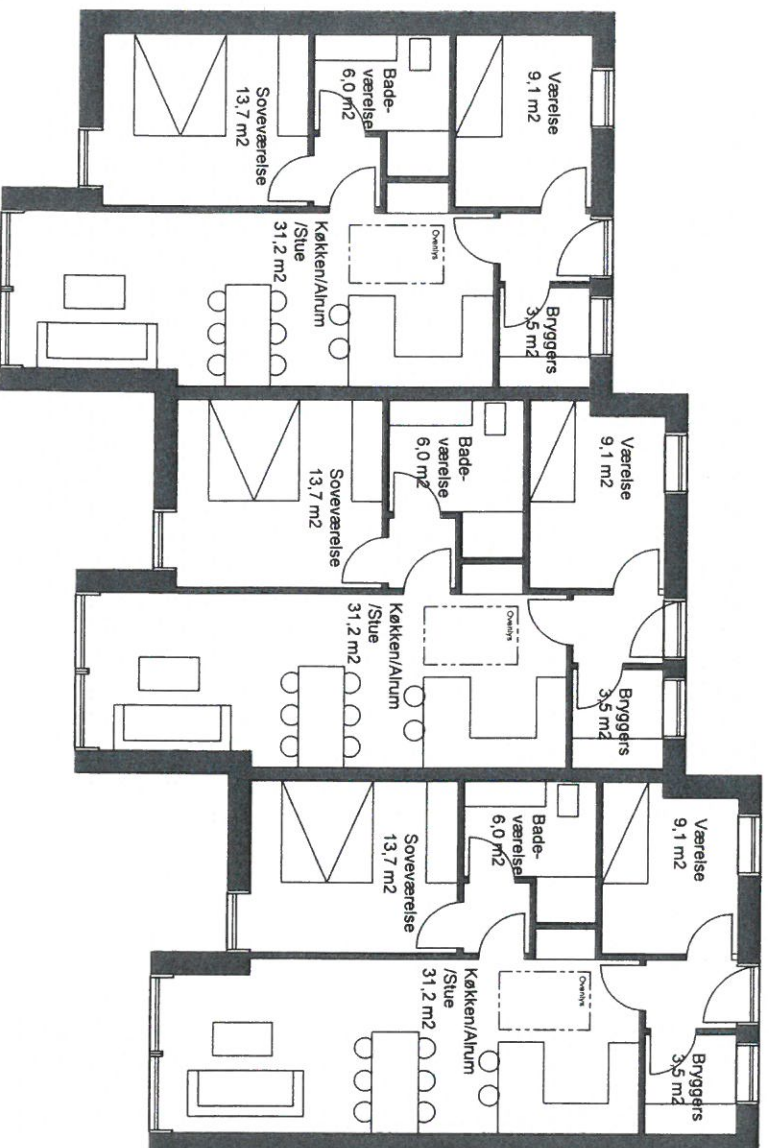 Værelse
9,1 m2
Bade-
værelse
6,0 m2
Soveværelse
13,7 m2
Ovenlys
Køkken/Alrum
/Stue
31,2 m2
Bryggers
3,5 m2
Værelse
9,1 m2
Bade-
værelse
6,0 m2
Soveværelse
13,7 m2
Ovenlys
Køkken/Alrum
/Stue
31,2 m2
Bryggers
3,5 m2
Værelse
9,1 m2
Bade-
værelse
6,0 m2
Soveværelse
13,7 m2
Ovenlys
Køkken/Alrum
/Stue
31,2 m2
Bryggers
3,5 m2